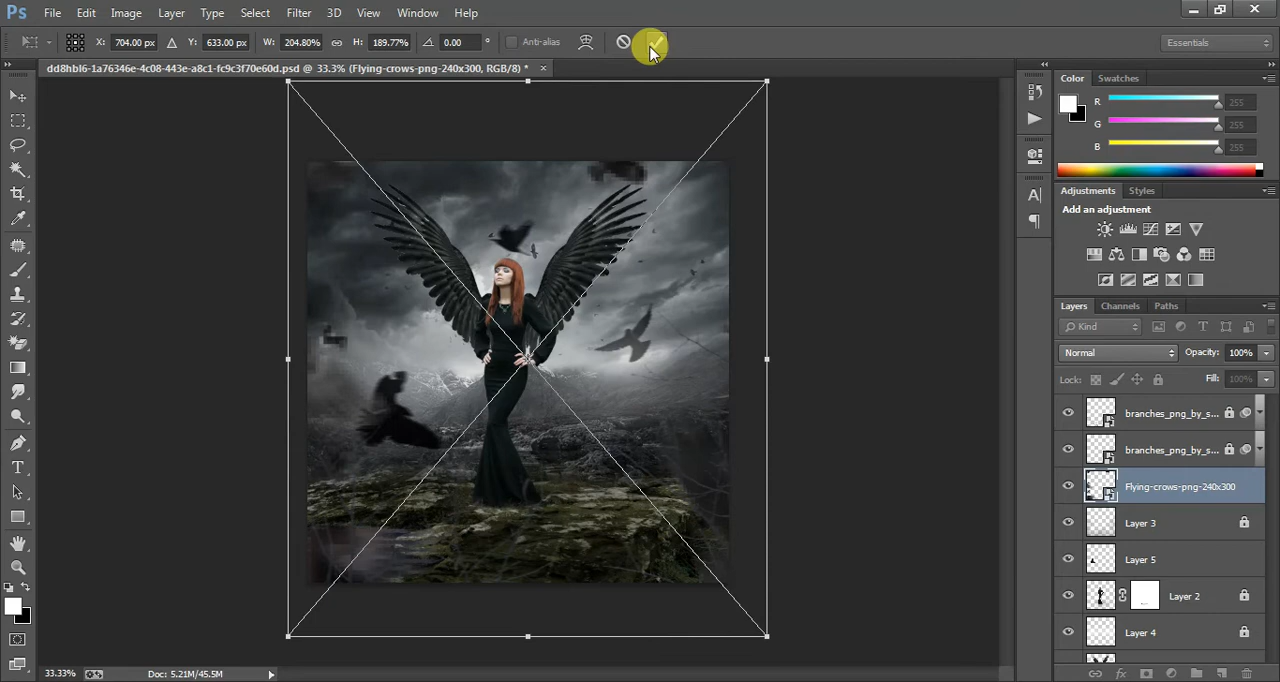 Ps File Edit Image Layer Type Select Filter 3D View Window Help
X: 704.00 px Y: 633.00 px W: 204.80% H: 189.77% 0.00 ° Anti-alias Essentials
dd8hbl6-1a76346e-4c08-443e-a8c1-fc9c3f70e60d.psd @ 33.3% (Flying-crows-png-240x300, RGB/8) * ×
Color Swatches
R 255
G 255
B 255
Adjustments Styles
Add an adjustment
Layers Channels Paths
Kind
Normal Opacity: 100%
Lock: Fill: 100%
branches_png_by_s...
branches_png_by_s...
Flying-crows-png-240x300
Layer 3
Layer 5
Layer 2
Layer 4
33.33% Doc: 5.21M/45.5M